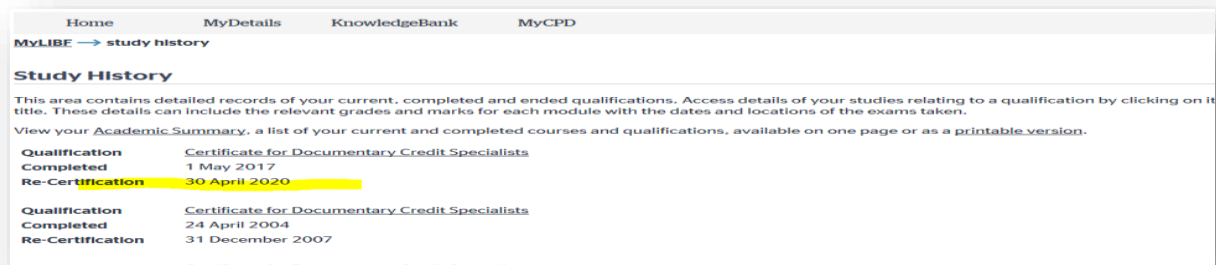 Home MyDetails KnowledgeBank MyCPD
MyLIBF → study history
Study History
This area contains detailed records of your current, completed and ended qualifications. Access details of your studies relating to a qualification by clicking on it
title. These details can include the relevant grades and marks for each module with the dates and locations of the exams taken.
View your Academic Summary, a list of your current and completed courses and qualifications, available on one page or as a printable version.
Qualification Certificate for Documentary Credit Specialists
Completed 1 May 2017
Re-Certification 30 April 2020
Qualification Certificate for Documentary Credit Specialists
Completed 24 April 2004
Re-Certification 31 December 2007